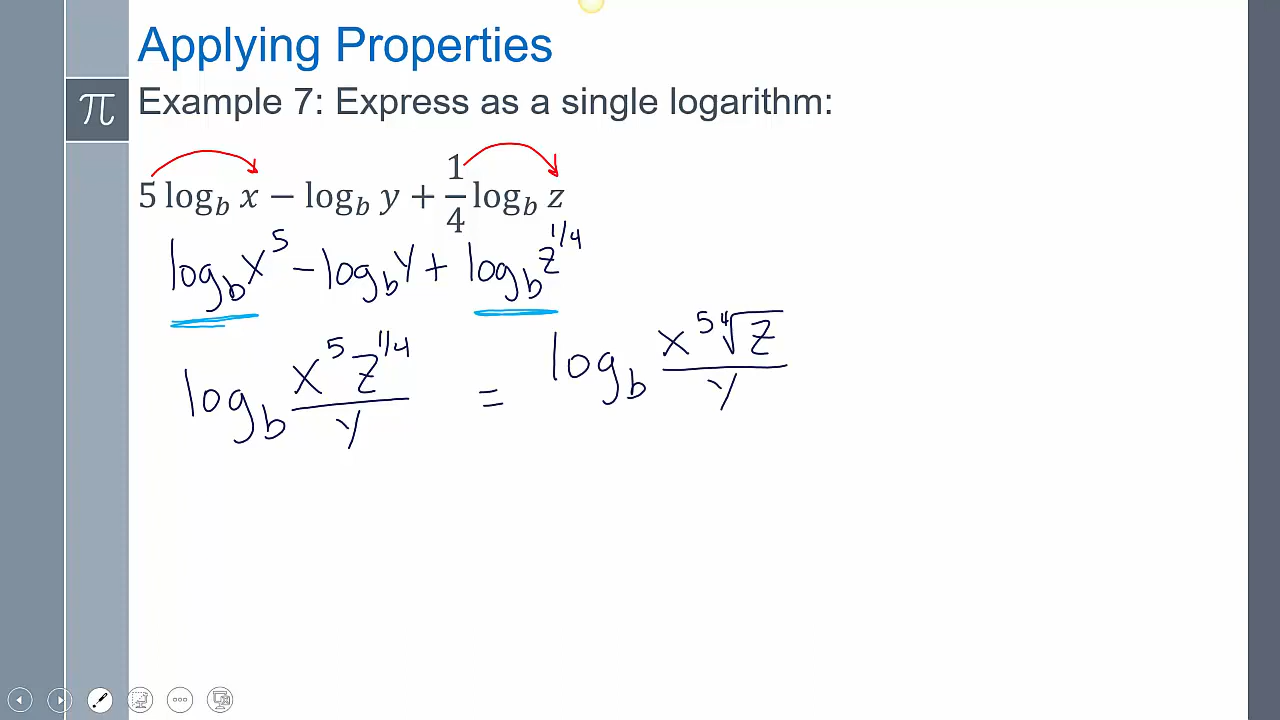 Applying Properties
π Example 7: Express as a single logarithm:
5 log_b x − log_b y + 1/4 log_b z
log_b x^5 − log_b y + log_b z^1/4
log_b x^5 z^1/4 / y = log_b x^5 ∜z / y